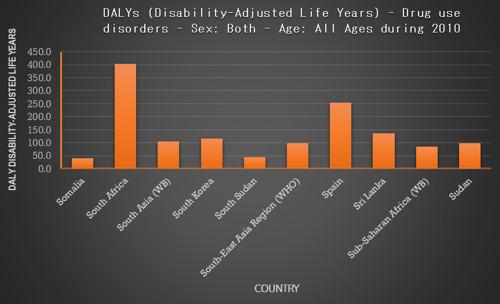 DALYs (Disability-Adjusted Life Years) - Drug use
disorders - Sex: Both - Age: All Ages during 2010
DALY DISABILITY-ADJUSTED LIFE YEARS
450.0
400.0
350.0
300.0
250.0
200.0
150.0
100.0
50.0
0.0
Somalia
South Africa
South Asia (WB)
South Korea
South Sudan
South-East Asia Region (WHO)
Spain
Sri Lanka
Sub-Saharan Africa (WB)
Sudan
COUNTRY